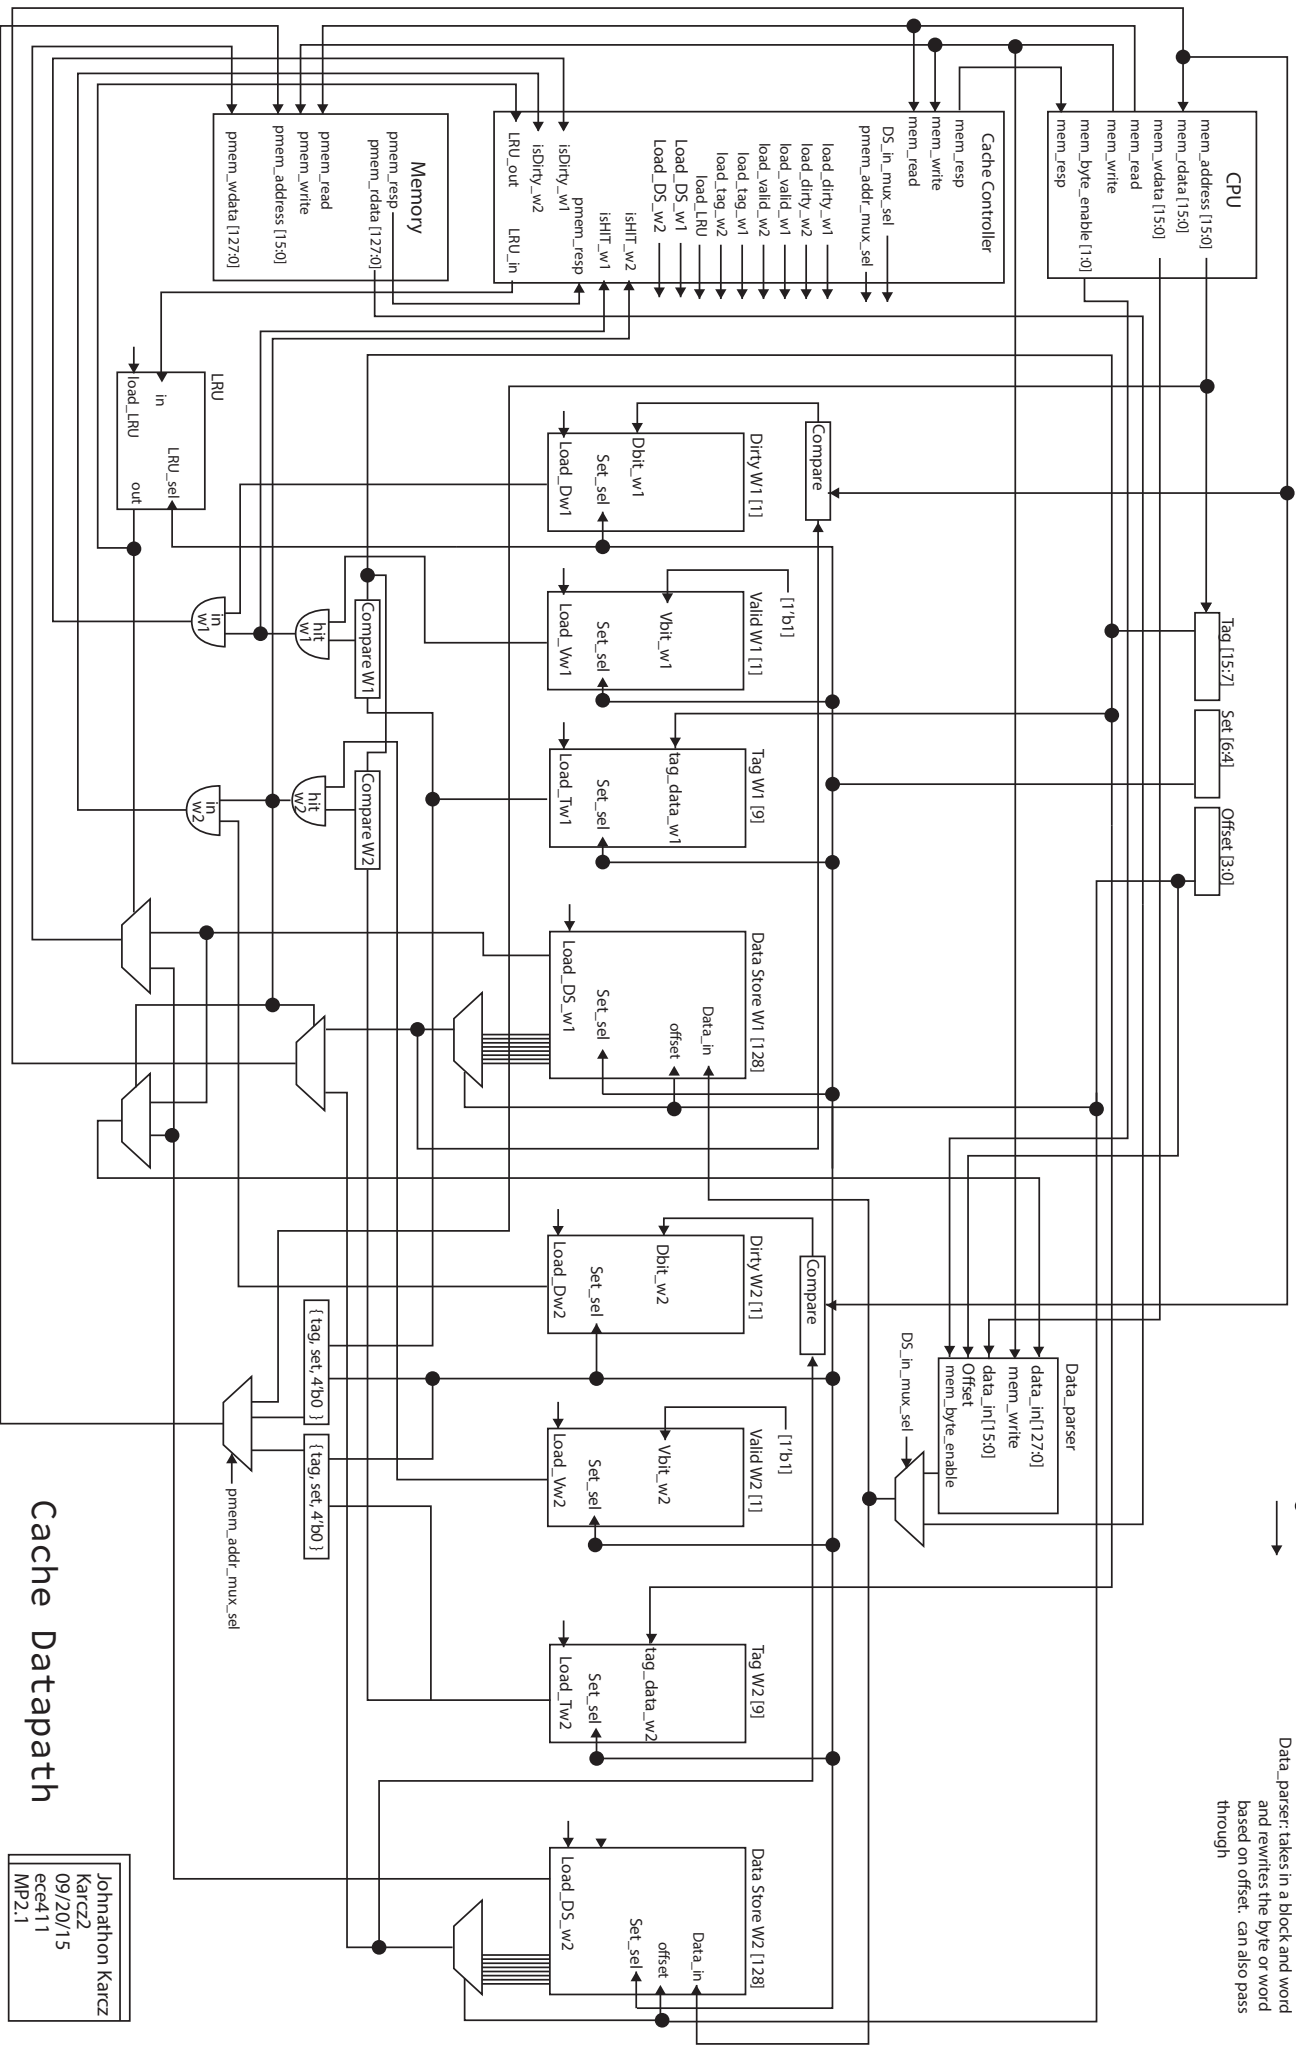 Data_parser: takes in a block and word
and rewrites the byte or word
based on offset. can also pass
through
CPU
mem_address [15:0]
mem_rdata [15:0]
mem_wdata [15:0]
mem_read
mem_write
mem_byte_enable [1:0]
mem_resp
Tag [15:7]
Set [6:4]
Offset [3:0]
Cache Controller
mem_resp
mem_write
mem_read
DS_in_mux_sel
pmem_addr_mux_sel
load_dirty_w1
load_dirty_w2
load_valid_w1
load_valid_w2
load_tag_w1
load_tag_w2
load_LRU
Load_DS_w1
Load_DS_w2
isHIT_w2
isHIT_w1
pmem_resp
isDirty_w1
isDirty_w2
LRU_out
LRU_in
Memory
pmem_resp
pmem_rdata [127:0]
pmem_read
pmem_write
pmem_address [15:0]
pmem_wdata [127:0]
Data_parser
data_in[127:0]
mem_write
data_in[15:0]
Offset
mem_byte_enable
DS_in_mux_sel
Compare
Dirty W1 [1]
Dbit_w1
Set_sel
Load_Dw1
[1'b1]
Valid W1 [1]
Vbit_w1
Set_sel
Load_Vw1
Tag W1 [9]
tag_data_w1
Set_sel
Load_Tw1
Data Store W1 [128]
Data_in
offset
Set_sel
Load_DS_w1
Compare
Dirty W2 [1]
Dbit_w2
Set_sel
Load_Dw2
[1'b1]
Valid W2 [1]
Vbit_w2
Set_sel
Load_Vw2
Tag W2 [9]
tag_data_w2
Set_sel
Load_Tw2
Data Store W2 [128]
Data_in
offset
Set_sel
Load_DS_w2
LRU
in
LRU_sel
load_LRU
out
Compare W1
Compare W2
hit
w1
hit
w2
in
w1
in
w2
{ tag, set, 4'b0 }
{ tag, set, 4'b0 }
pmem_addr_mux_sel
Cache Datapath
Johnathon Karcz
Karcz2
09/20/15
ece411
MP2.1